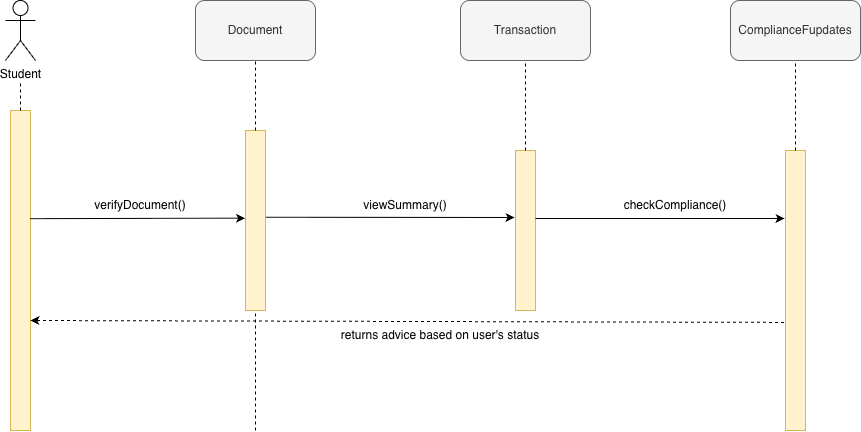 Document
Transaction
ComplianceFupdates
Student
verifyDocument()
viewSummary()
checkCompliance()
returns advice based on user's status